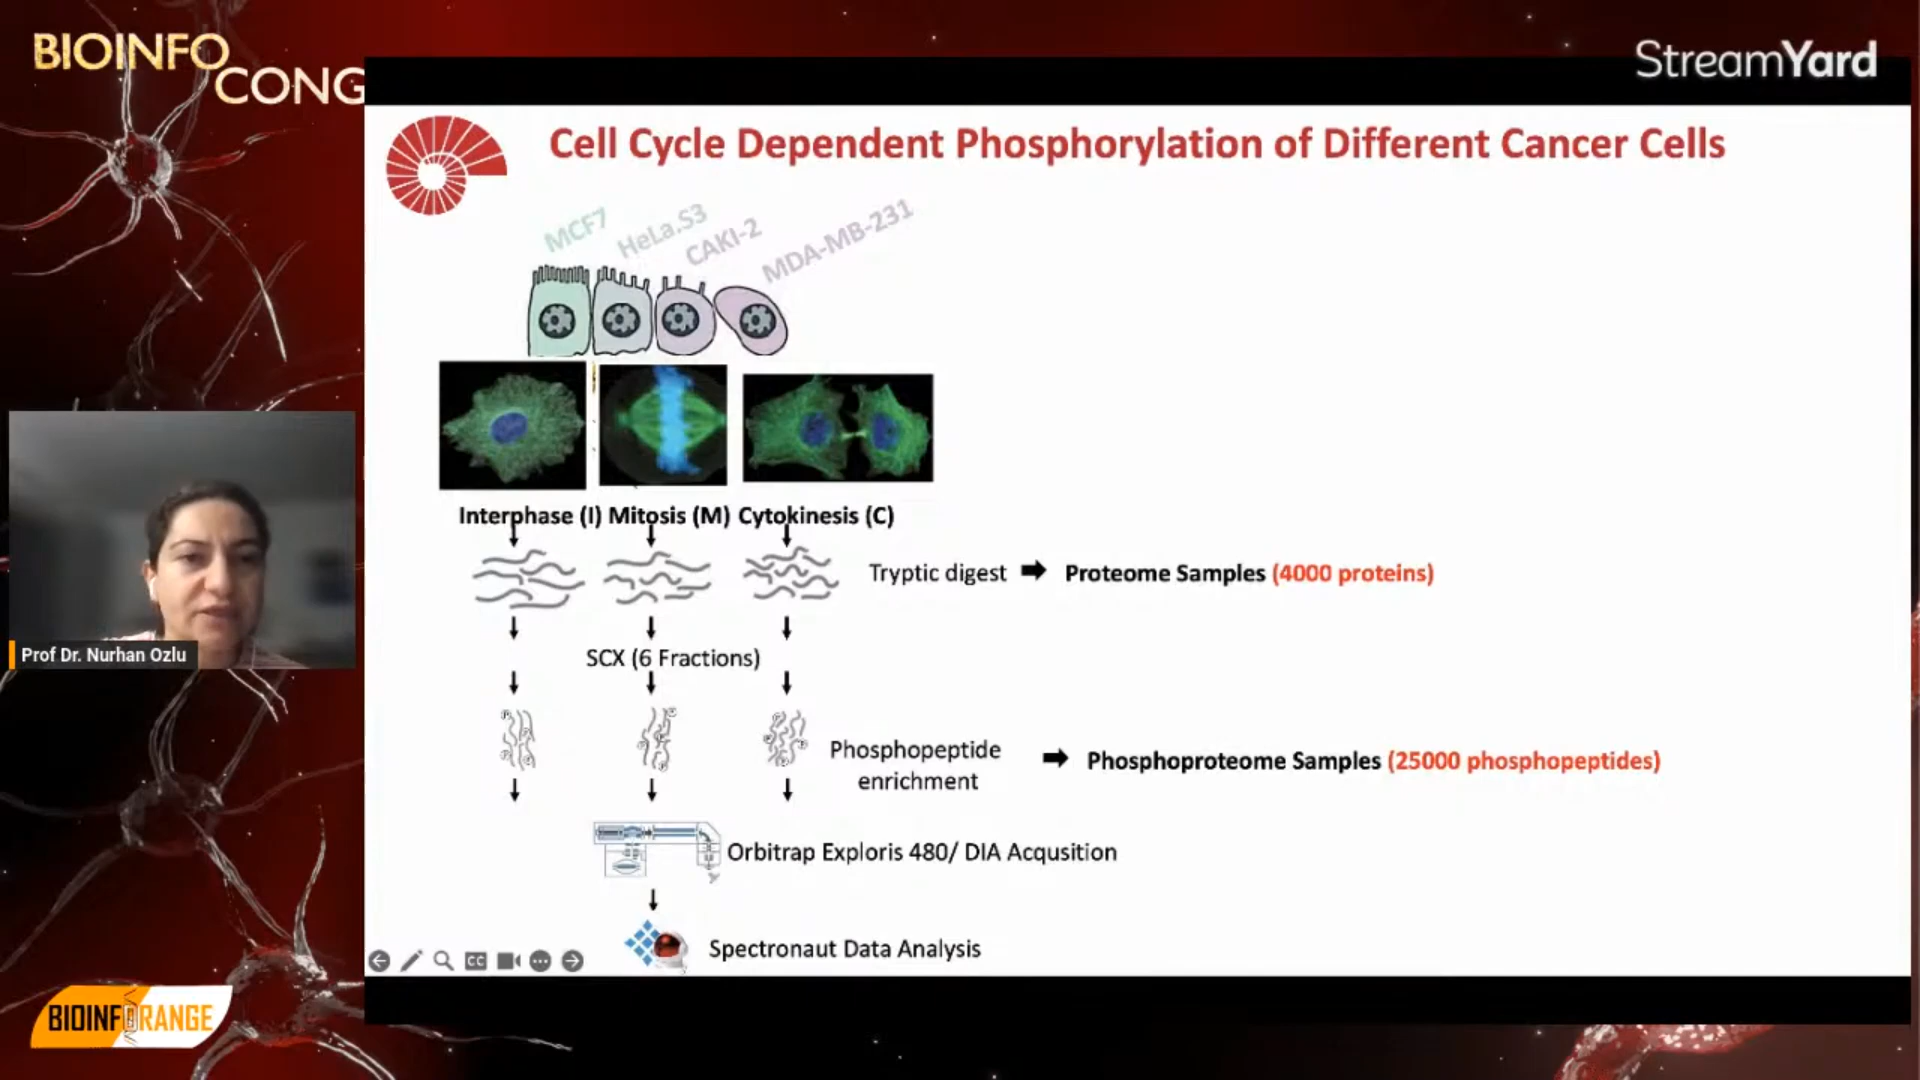 BIOINFO
CONG
StreamYard
Cell Cycle Dependent Phosphorylation of Different Cancer Cells
MCF7
HeLa.S3
CAKI-2
MDA-MB-231
Interphase (I) Mitosis (M) Cytokinesis (C)
Tryptic digest
Proteome Samples (4000 proteins)
SCX (6 Fractions)
Phosphopeptide
enrichment
Phosphoproteome Samples (25000 phosphopeptides)
Orbitrap Exploris 480/ DIA Acqusition
Spectronaut Data Analysis
CC
Prof Dr. Nurhan Ozlu
BIOINFORANGE